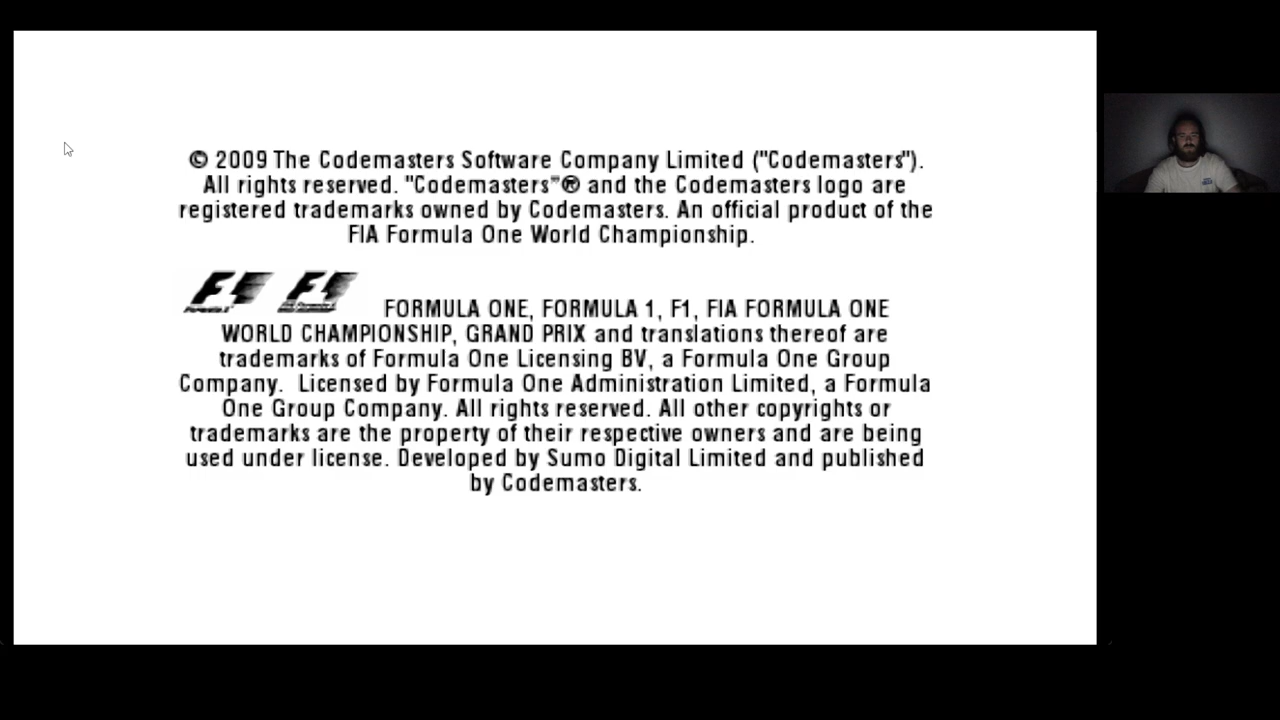 © 2009 The Codemasters Software Company Limited ("Codemasters").
All rights reserved. "Codemasters"® and the Codemasters logo are
registered trademarks owned by Codemasters. An official product of the
FIA Formula One World Championship.
F1 F1
Formula 1
FORMULA ONE, FORMULA 1, F1, FIA FORMULA ONE
WORLD CHAMPIONSHIP, GRAND PRIX and translations thereof are
trademarks of Formula One Licensing BV, a Formula One Group
Company. Licensed by Formula One Administration Limited, a Formula
One Group Company. All rights reserved. All other copyrights or
trademarks are the property of their respective owners and are being
used under license. Developed by Sumo Digital Limited and published
by Codemasters.